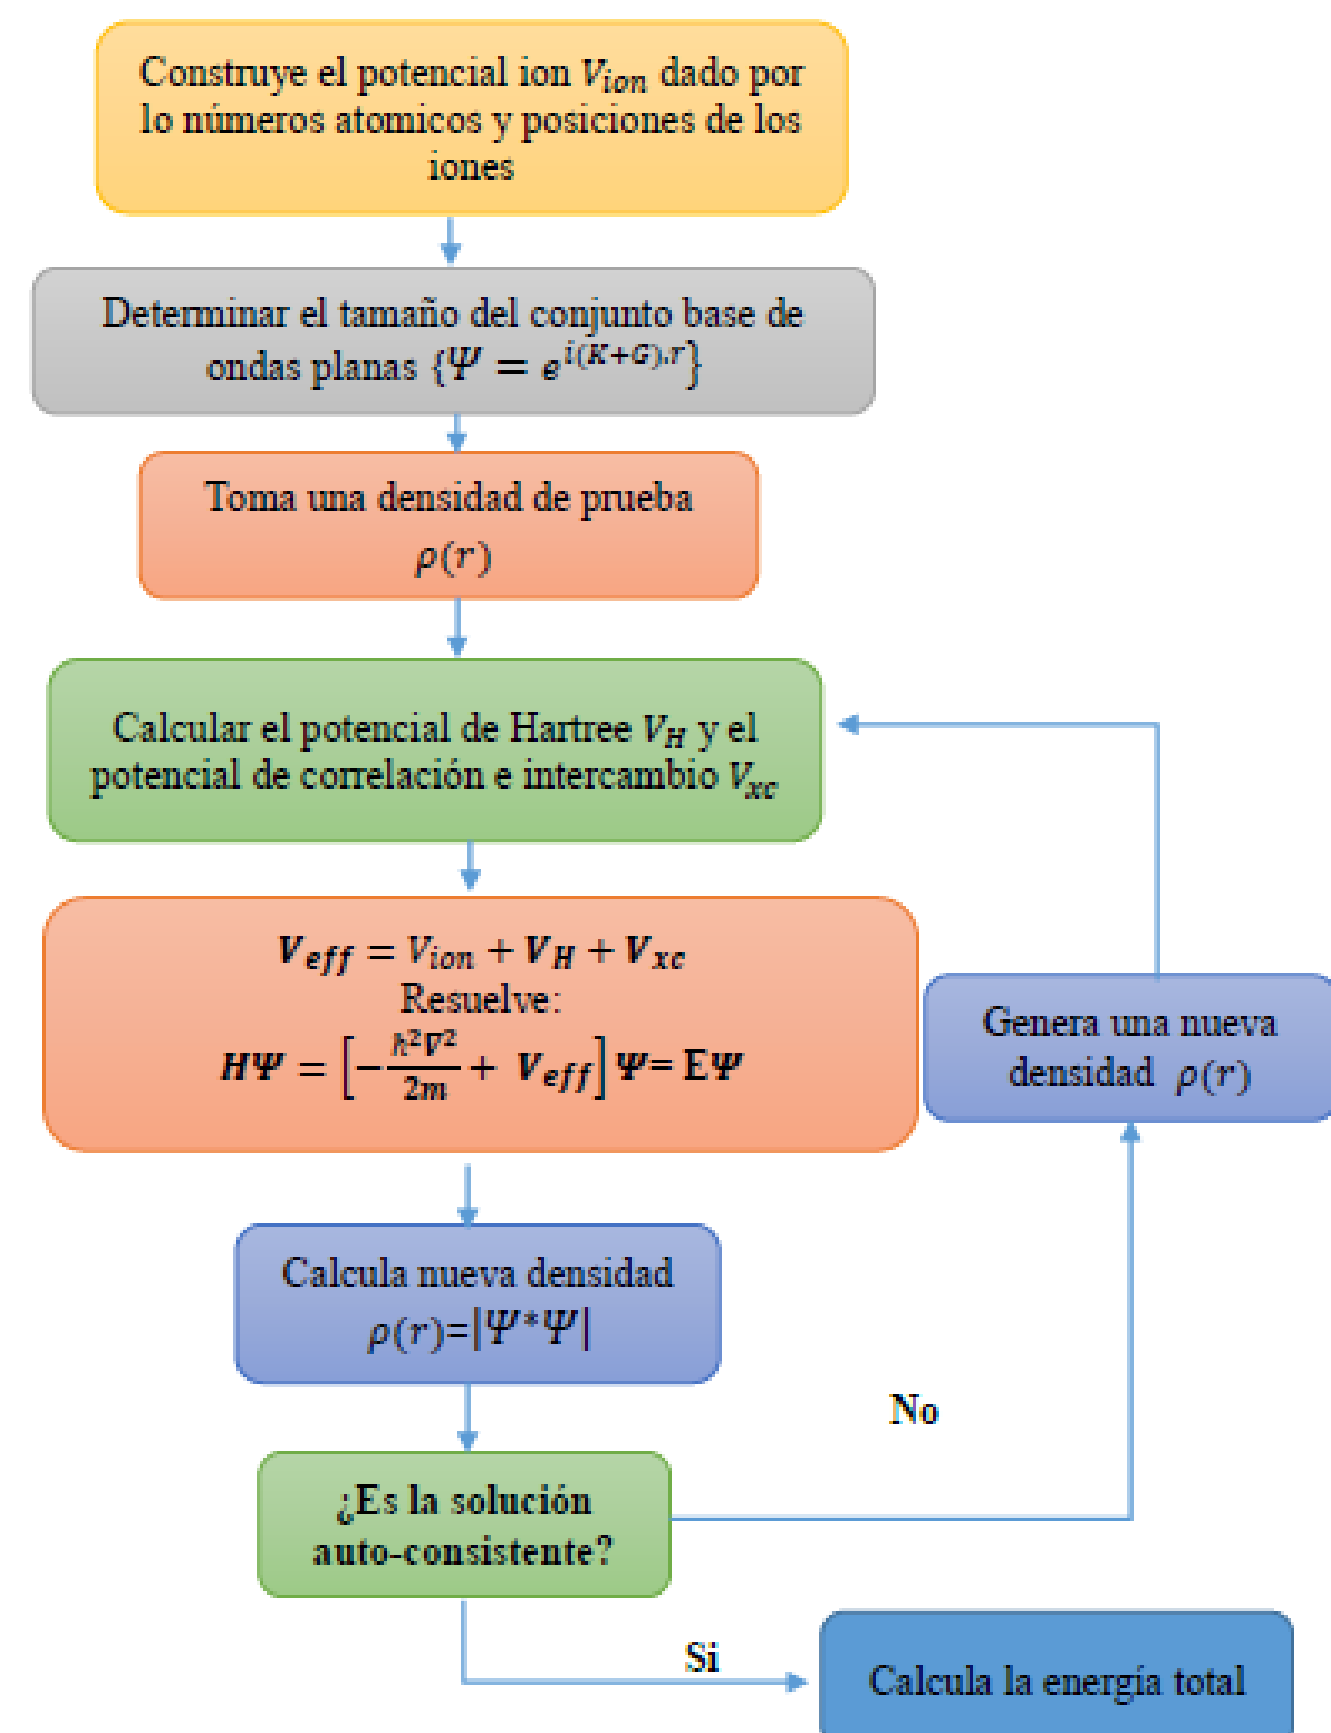 Construye el potencial ion V_ion dado por
lo números atomicos y posiciones de los
iones
Determinar el tamaño del conjunto base de
ondas planas {Ψ = e^{i(K+G).r}}
Toma una densidad de prueba
ρ(r)
Calcular el potencial de Hartree V_H y el
potencial de correlación e intercambio V_xc
V_eff = V_ion + V_H + V_xc
Resuelve:
HΨ = [−ℏ²∇²/2m + V_eff] Ψ= EΨ
Genera una nueva
densidad ρ(r)
Calcula nueva densidad
ρ(r)=|Ψ*Ψ|
No
¿Es la solución
auto-consistente?
Si
Calcula la energía total